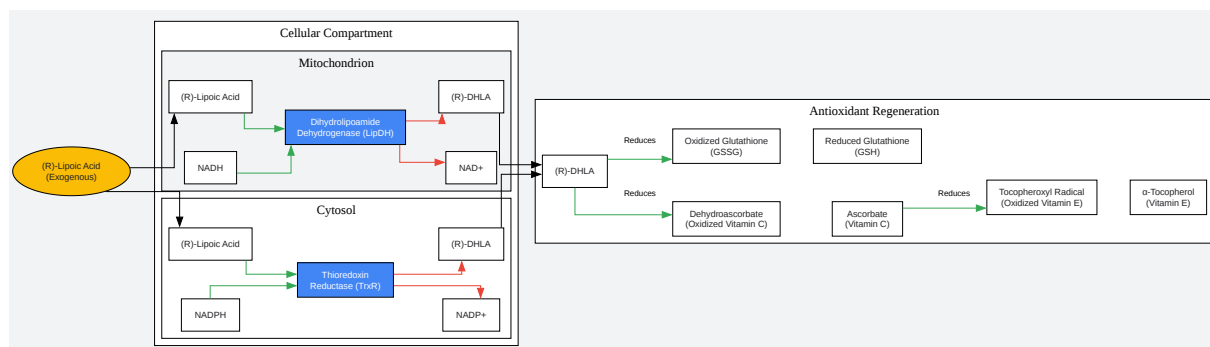 Cellular Compartment
Mitochondrion
(R)-Lipoic Acid
(R)-DHLA
Dihydrolipoamide
Dehydrogenase (LipDH)
NADH
NAD+
(R)-Lipoic Acid
(Exogenous)
Cytosol
(R)-Lipoic Acid
(R)-DHLA
Thioredoxin
Reductase (TrxR)
NADPH
NADP+
Antioxidant Regeneration
(R)-DHLA
Reduces
Oxidized Glutathione
(GSSG)
Reduced Glutathione
(GSH)
Reduces
Dehydroascorbate
(Oxidized Vitamin C)
Ascorbate
(Vitamin C)
Reduces
Tocopheroxyl Radical
(Oxidized Vitamin E)
α-Tocopherol
(Vitamin E)